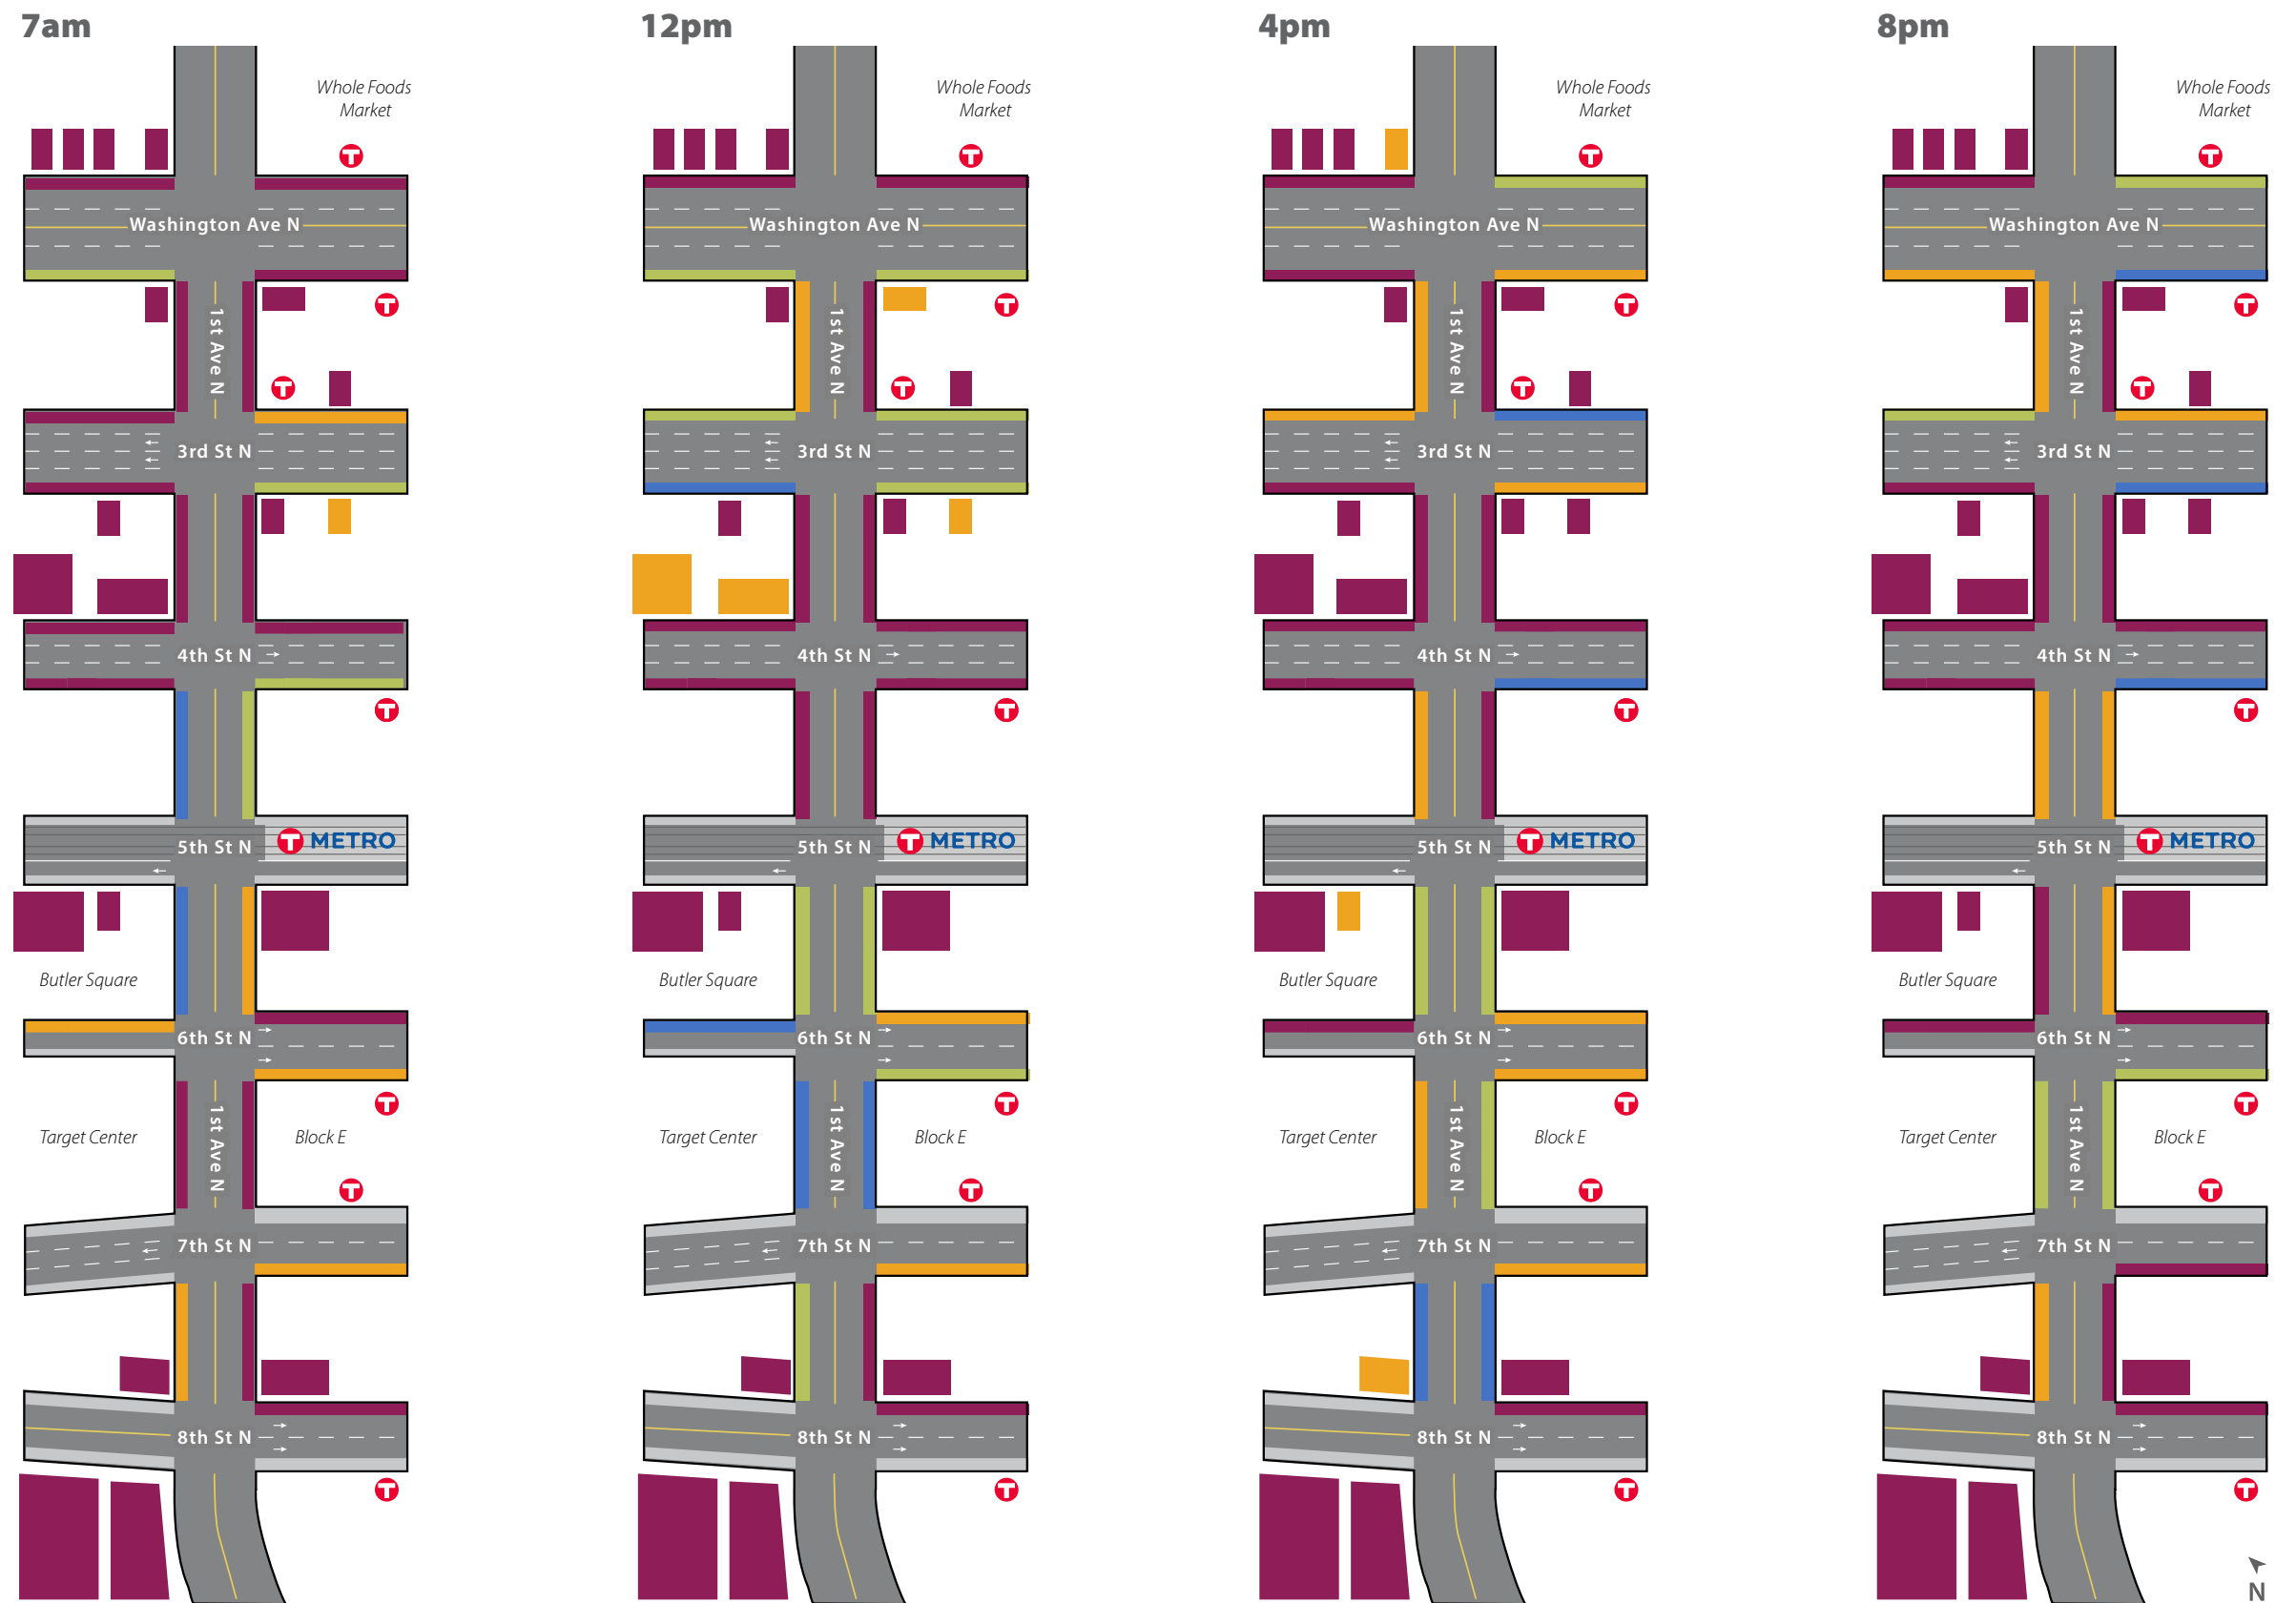 7am
12pm
4pm
8pm
Whole Foods
Market
T
Washington Ave N
T
1st Ave N
T
3rd St N
4th St N
T
5th St N
T METRO
Butler Square
6th St N
T
Target Center
Block E
1st Ave N
T
7th St N
8th St N
T
Whole Foods
Market
T
Washington Ave N
T
1st Ave N
T
3rd St N
4th St N
T
5th St N
T METRO
Butler Square
6th St N
T
Target Center
Block E
1st Ave N
T
7th St N
8th St N
T
Whole Foods
Market
T
Washington Ave N
T
1st Ave N
T
3rd St N
4th St N
T
5th St N
T METRO
Butler Square
6th St N
T
Target Center
Block E
1st Ave N
T
7th St N
8th St N
T
Whole Foods
Market
T
Washington Ave N
T
1st Ave N
T
3rd St N
4th St N
T
5th St N
T METRO
Butler Square
6th St N
T
Target Center
Block E
1st Ave N
T
7th St N
8th St N
T
N